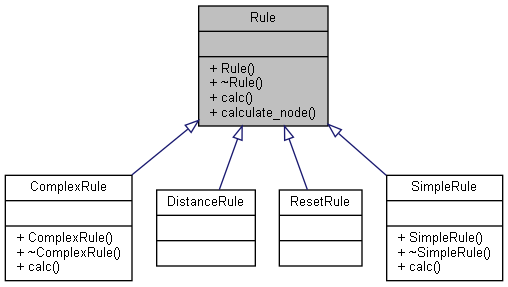 Rule
+ Rule()
+ ~Rule()
+ calc()
+ calculate_node()
ComplexRule
+ ComplexRule()
+ ~ComplexRule()
+ calc()
DistanceRule
ResetRule
SimpleRule
+ SimpleRule()
+ ~SimpleRule()
+ calc()